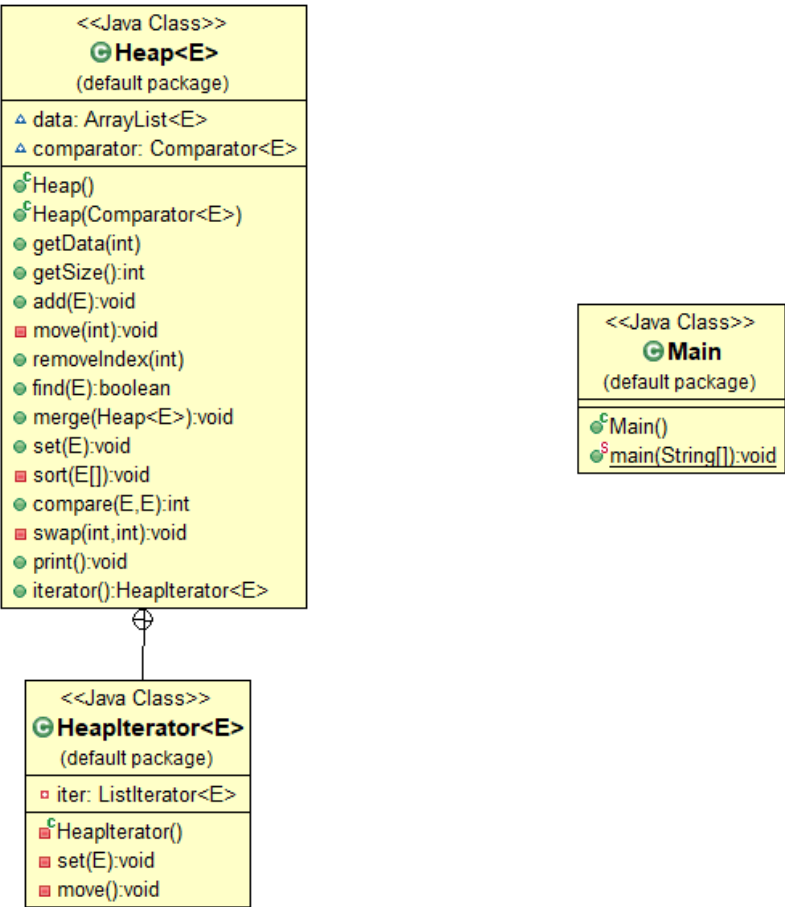 <<Java Class>>
Heap<E>
(default package)
data: ArrayList<E>
comparator: Comparator<E>
Heap()
Heap(Comparator<E>)
getData(int)
getSize():int
add(E):void
move(int):void
removeIndex(int)
find(E):boolean
merge(Heap<E>):void
set(E):void
sort(E[]):void
compare(E,E):int
swap(int,int):void
print():void
iterator():HeapIterator<E>
<<Java Class>>
Main
(default package)
Main()
main(String[]):void
<<Java Class>>
HeapIterator<E>
(default package)
iter: ListIterator<E>
HeapIterator()
set(E):void
move():void